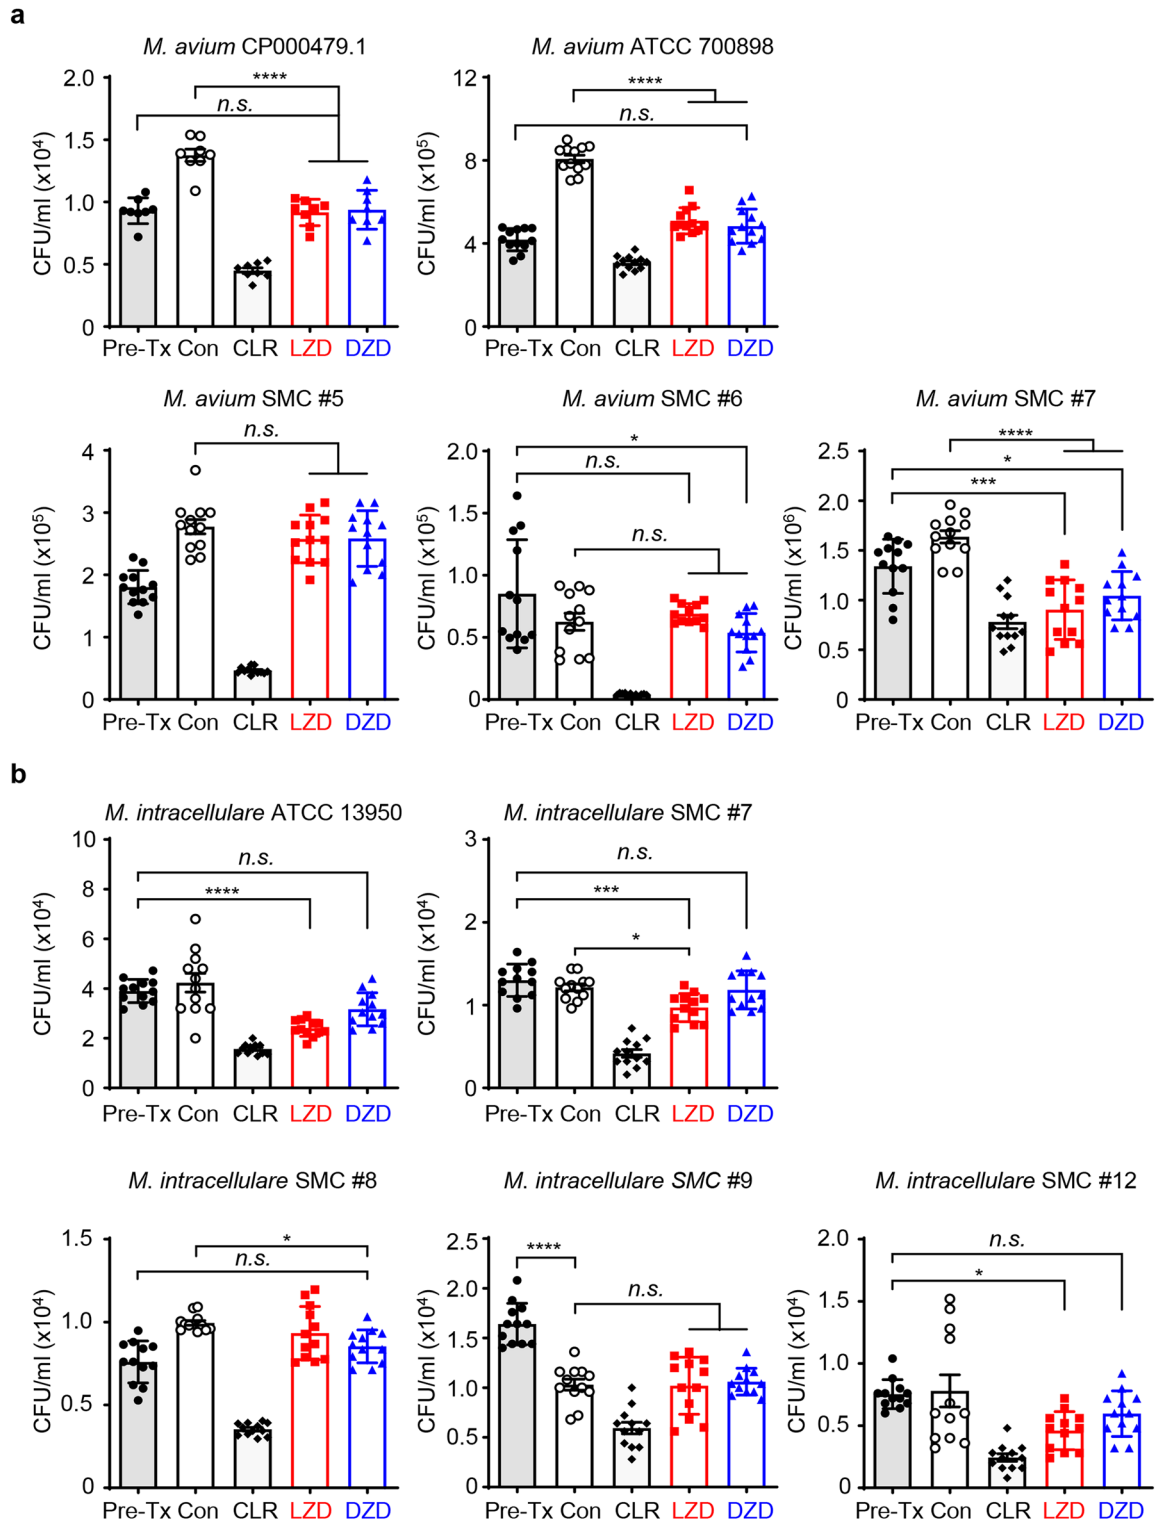 a
M. avium CP000479.1
CFU/ml (x10⁴)
2.0
1.5
1.0
0.5
0
****
n.s.
Pre-Tx Con CLR LZD DZD
M. avium ATCC 700898
CFU/ml (x10⁵)
12
8
4
0
****
n.s.
Pre-Tx Con CLR LZD DZD
M. avium SMC #5
CFU/ml (x10⁵)
4
3
2
1
0
n.s.
Pre-Tx Con CLR LZD DZD
M. avium SMC #6
CFU/ml (x10⁵)
2.0
1.5
1.0
0.5
0
*
n.s.
n.s.
Pre-Tx Con CLR LZD DZD
M. avium SMC #7
CFU/ml (x10⁶)
2.5
2.0
1.5
1.0
0.5
0
****
*
***
Pre-Tx Con CLR LZD DZD
b
M. intracellulare ATCC 13950
CFU/ml (x10⁴)
10
8
6
4
2
0
n.s.
****
Pre-Tx Con CLR LZD DZD
M. intracellulare SMC #7
CFU/ml (x10⁴)
3
2
1
0
n.s.
***
*
Pre-Tx Con CLR LZD DZD
M. intracellulare SMC #8
CFU/ml (x10⁴)
1.5
1.0
0.5
0
*
n.s.
Pre-Tx Con CLR LZD DZD
M. intracellulare SMC #9
CFU/ml (x10⁴)
2.5
2.0
1.5
1.0
0.5
0
****
n.s.
Pre-Tx Con CLR LZD DZD
M. intracellulare SMC #12
CFU/ml (x10⁴)
2.0
1.5
1.0
0.5
0
n.s.
*
Pre-Tx Con CLR LZD DZD